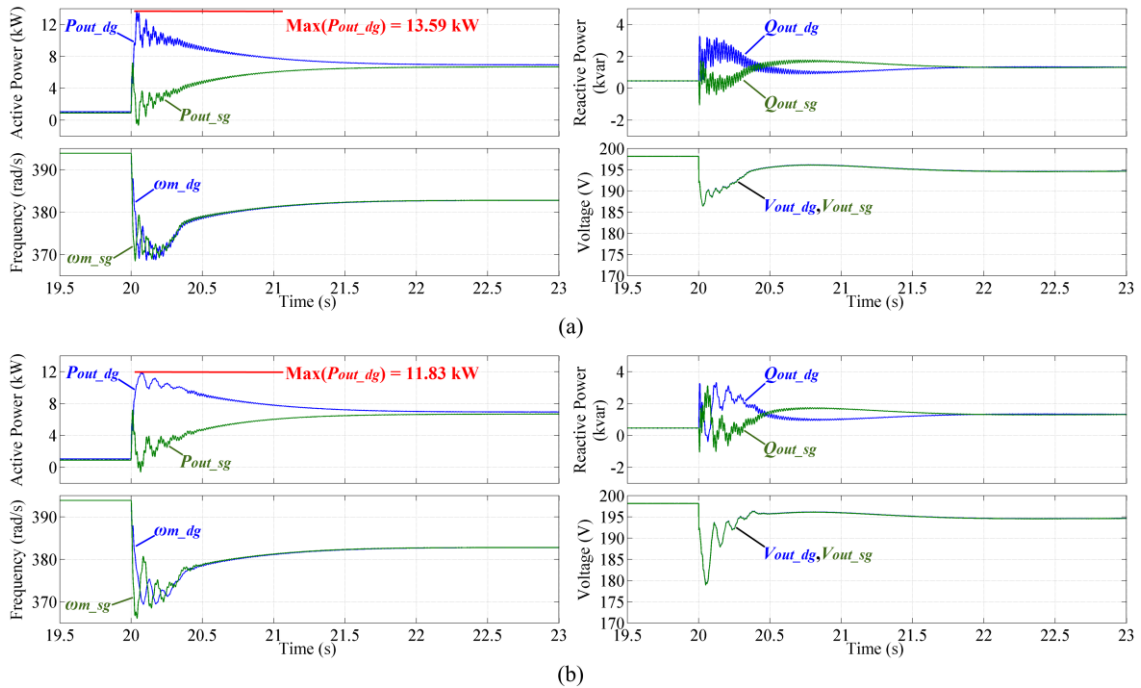 Active Power (kW)
12
8
4
0
Pout_dg
Max(Pout_dg) = 13.59 kW
Pout_sg
Frequency (rad/s)
390
380
370
ωm_dg
ωm_sg
19.5 20 20.5 21 21.5 22 22.5 23
Time (s)
Reactive Power
(kvar)
4
2
0
-2
Qout_dg
Qout_sg
Voltage (V)
200
195
190
185
180
175
170
Vout_dg,Vout_sg
19.5 20 20.5 21 21.5 22 22.5 23
Time (s)
(a)
Active Power (kW)
12
8
4
0
Pout_dg
Max(Pout_dg) = 11.83 kW
Pout_sg
Frequency (rad/s)
390
380
370
ωm_dg
ωm_sg
19.5 20 20.5 21 21.5 22 22.5 23
Time (s)
Reactive Power
(kvar)
4
2
0
-2
Qout_dg
Qout_sg
Voltage (V)
200
195
190
185
180
175
170
Vout_dg,Vout_sg
19.5 20 20.5 21 21.5 22 22.5 23
Time (s)
(b)